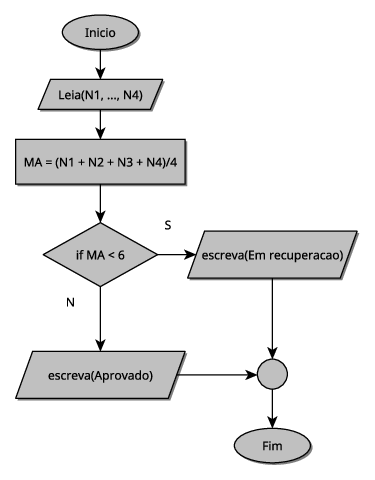 Inicio
Leia(N1, ..., N4)
MA = (N1 + N2 + N3 + N4)/4
if MA < 6
S
escreva(Em recuperacao)
N
escreva(Aprovado)
Fim